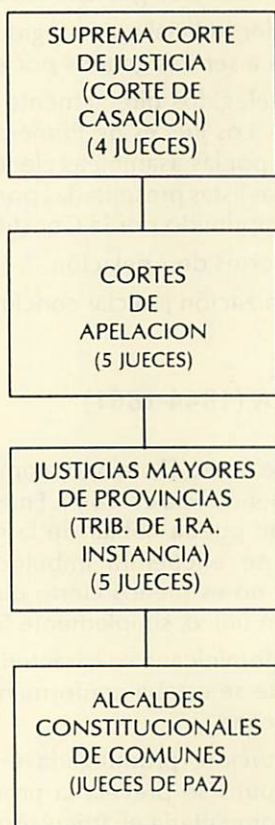 SUPREMA CORTE
DE JUSTICIA
(CORTE DE
CASACION)
(4 JUECES)
CORTES
DE
APELACION
(5 JUECES)
JUSTICIAS MAYORES
DE PROVINCIAS
(TRIB. DE 1RA.
INSTANCIA)
(5 JUECES)
ALCALDES
CONSTITUCIONALES
DE COMUNES
(JUECES DE PAZ)